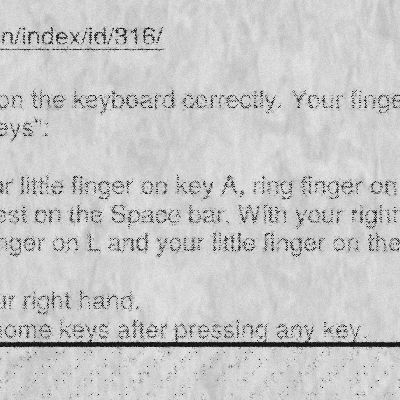 n/index/id/316/
on the keyboard correctly. Your finge
eys":
ur little finger on key A, ring finger on
est on the Space bar. With your right
nger on L and your little finger on the
ur right hand.
home keys after pressing any key.